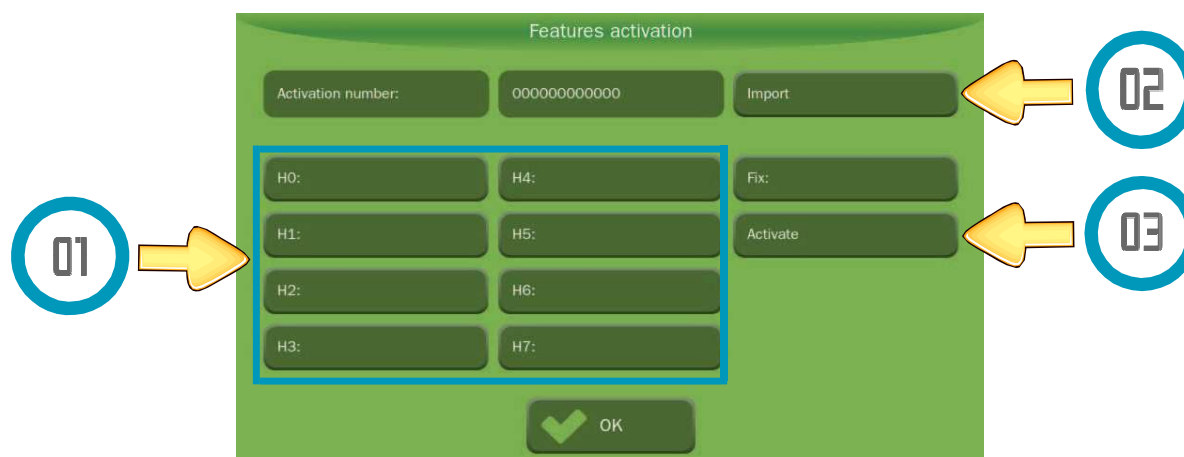 Features activation
Activation number: 000000000000 Import
02
H0: H4: Fix:
01
H1: H5: Activate
03
H2: H6:
H3: H7:
OK